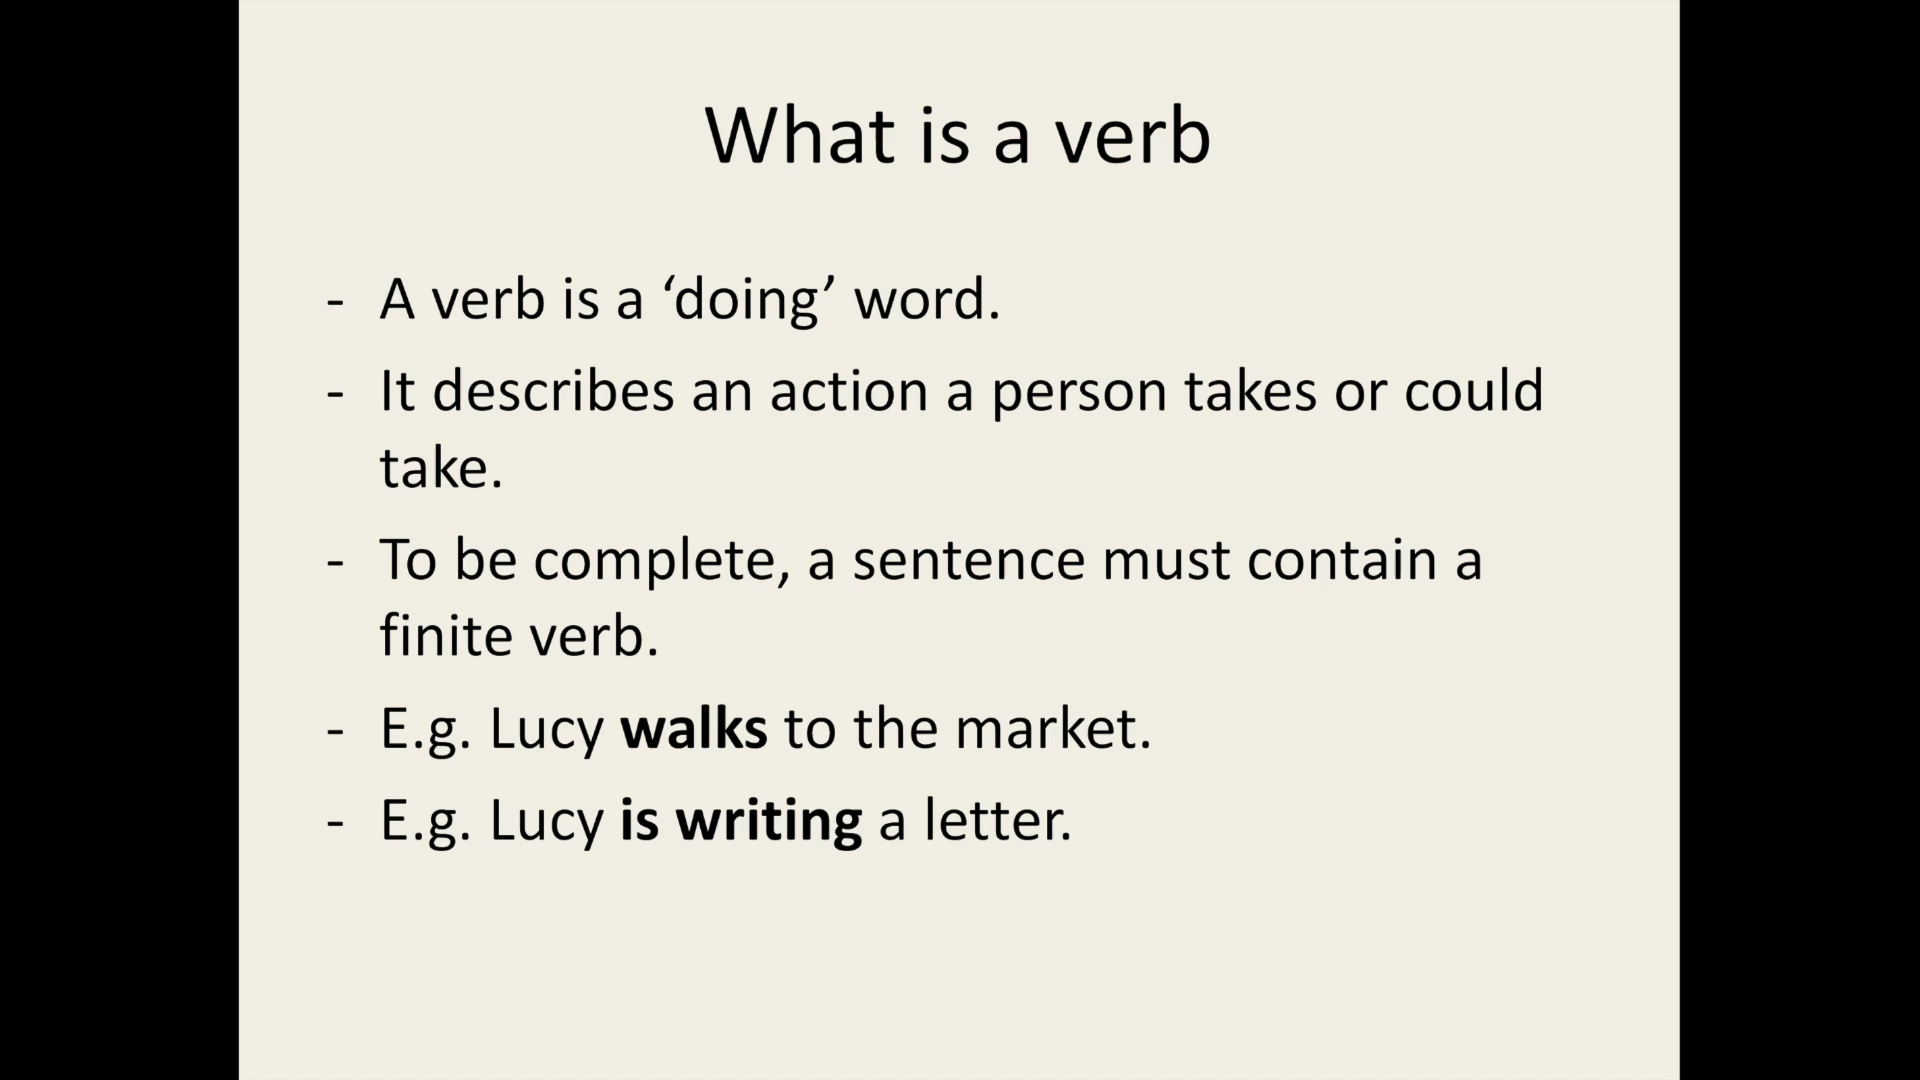 What is a verb
- A verb is a ‘doing’ word.
- It describes an action a person takes or could
take.
- To be complete, a sentence must contain a
finite verb.
- E.g. Lucy walks to the market.
- E.g. Lucy is writing a letter.